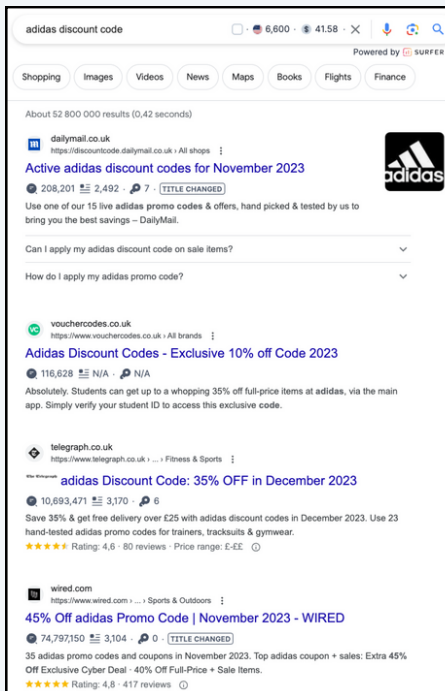 adidas discount code
6,600 · $ 41.58 ·
Powered by SURFER
Shopping Images Videos News Maps Books Flights Finance
About 52 800 000 results (0,42 seconds)
dailymail.co.uk
https://discountcode.dailymail.co.uk › All shops
Active adidas discount codes for November 2023
208,201 2,492 · 7 · TITLE CHANGED
Use one of our 15 live adidas promo codes & offers, hand picked & tested by us to
bring you the best savings – DailyMail.
adidas
Can I apply my adidas discount code on sale items?
How do I apply my adidas promo code?
VC
vouchercodes.co.uk
https://www.vouchercodes.co.uk › All brands
Adidas Discount Codes - Exclusive 10% off Code 2023
116,628 N/A · N/A
Absolutely. Students can get up to a whopping 35% off full-price items at adidas, via the main
app. Simply verify your student ID to access this exclusive code.
telegraph.co.uk
https://www.telegraph.co.uk › ... › Fitness & Sports
adidas Discount Code: 35% OFF in December 2023
10,693,471 3,170 · 6
Save 35% & get free delivery over £25 with adidas discount codes in December 2023. Use 23
hand-tested adidas promo codes for trainers, tracksuits & gymwear.
Rating: 4,6 · 80 reviews · Price range: £-££
wired.com
https://www.wired.com › ... › Sports & Outdoors
45% Off adidas Promo Code | November 2023 - WIRED
74,797,150 3,104 · 0 · TITLE CHANGED
35 adidas promo codes and coupons in November 2023. Top adidas coupon + sales: Extra 45%
Off Exclusive Cyber Deal · 40% Off Full-Price + Sale Items.
Rating: 4,8 · 417 reviews